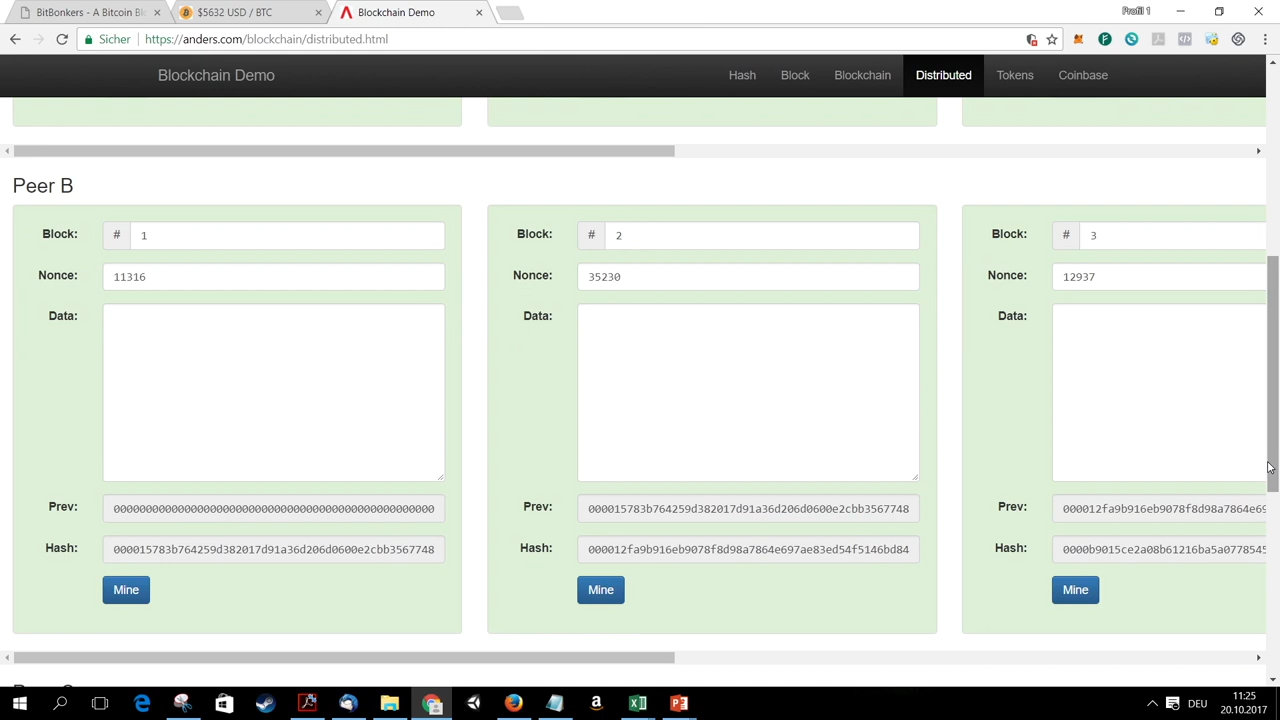 BitBonkers - A Bitcoin Bl
$5632 USD / BTC
Blockchain Demo
Profil 1
Sicher
https://anders.com/blockchain/distributed.html
Blockchain Demo
Hash
Block
Blockchain
Distributed
Tokens
Coinbase
Peer B
Block:
# 1
Block:
# 2
Block:
# 3
Nonce:
11316
Nonce:
35230
Nonce:
12937
Data:
Data:
Data:
Prev:
0000000000000000000000000000000000000000000000
Prev:
000015783b764259d382017d91a36d206d0600e2cbb3567748
Prev:
000012fa9b916eb9078f8d98a7864e69
Hash:
000015783b764259d382017d91a36d206d0600e2cbb3567748
Hash:
000012fa9b916eb9078f8d98a7864e697ae83ed54f5146bd84
Hash:
0000b9015ce2a08b61216ba5a0778545
Mine
Mine
Mine
DEU
11:25
20.10.2017